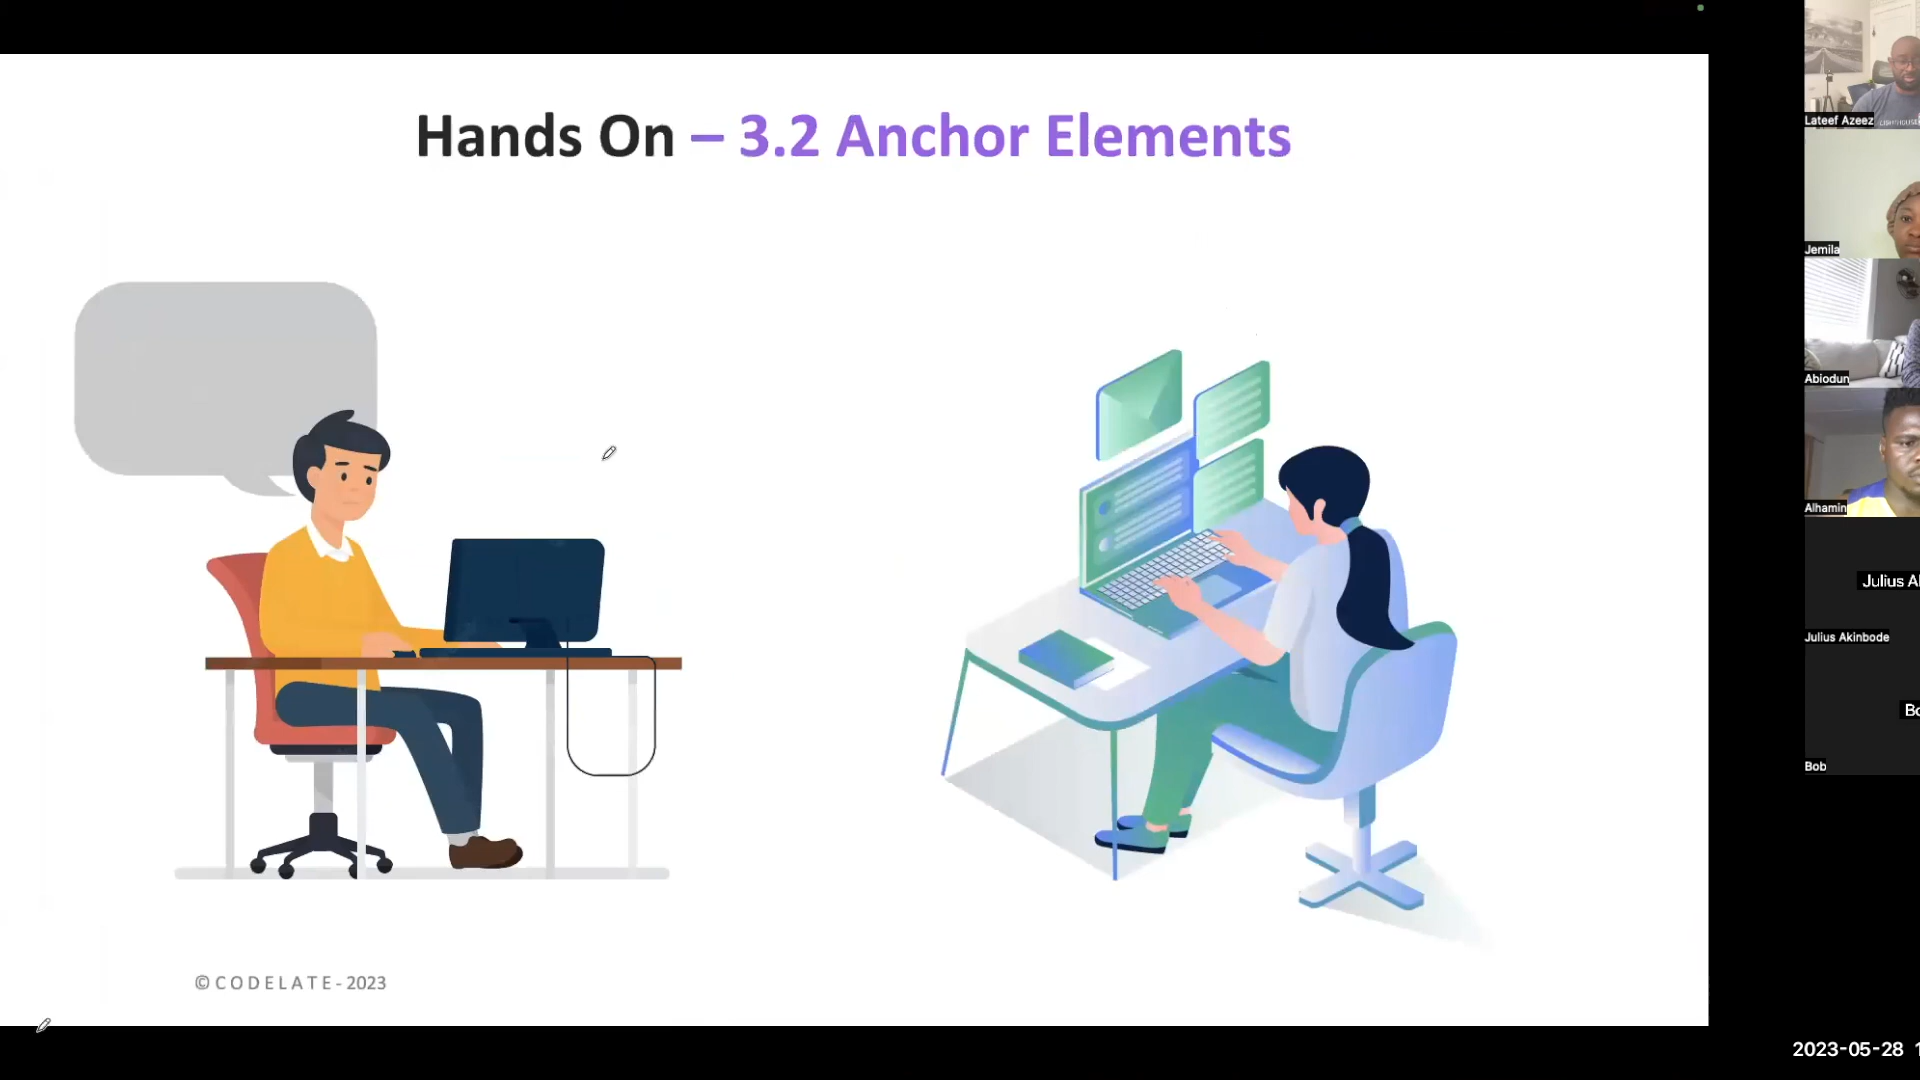 Hands On – 3.2 Anchor Elements
© C O D E L A T E - 2023
Lateef Azeez
Jemila
Abiodun
Alhamin
Julius A
Julius Akinbode
Bo
Bob
2023-05-28 1